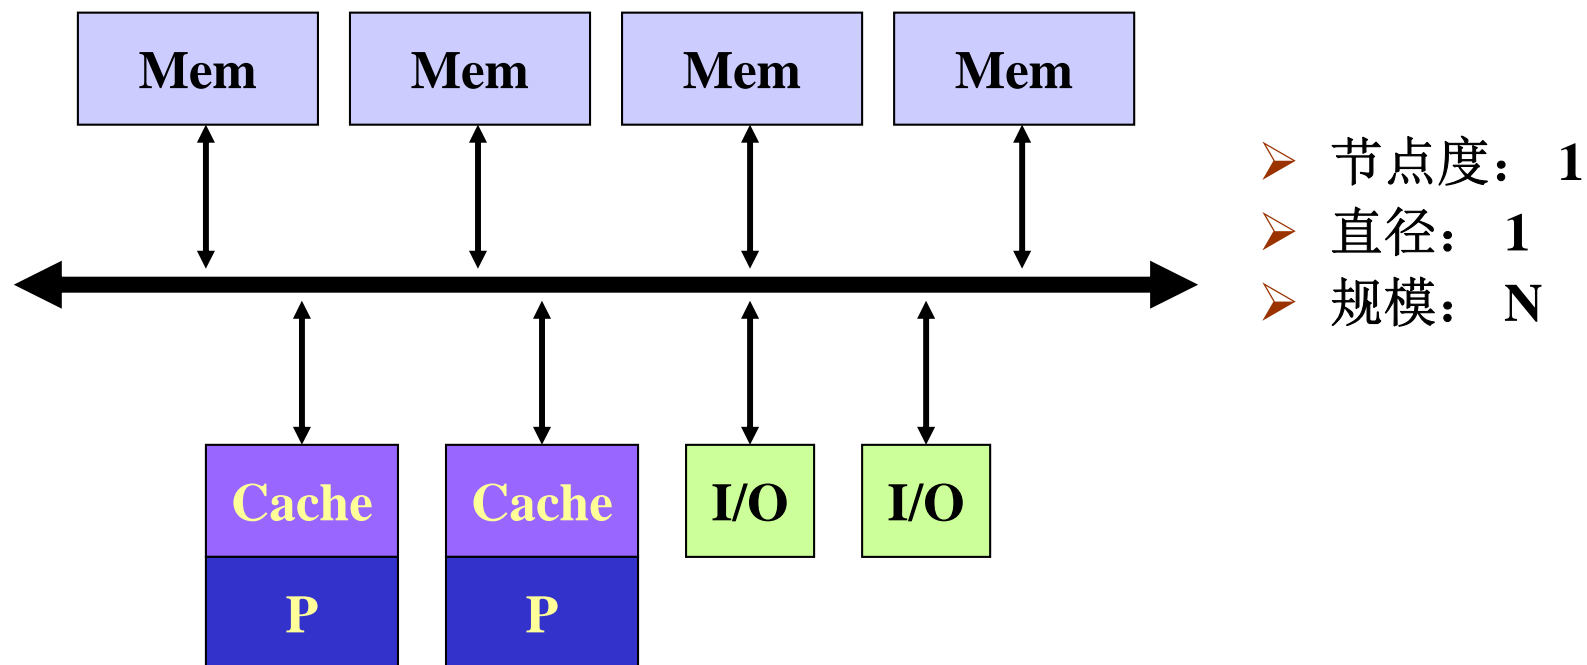 Mem Mem Mem Mem
➢ 节点度： 1
➢ 直径： 1
➢ 规模： N
Cache Cache I/O I/O
P P